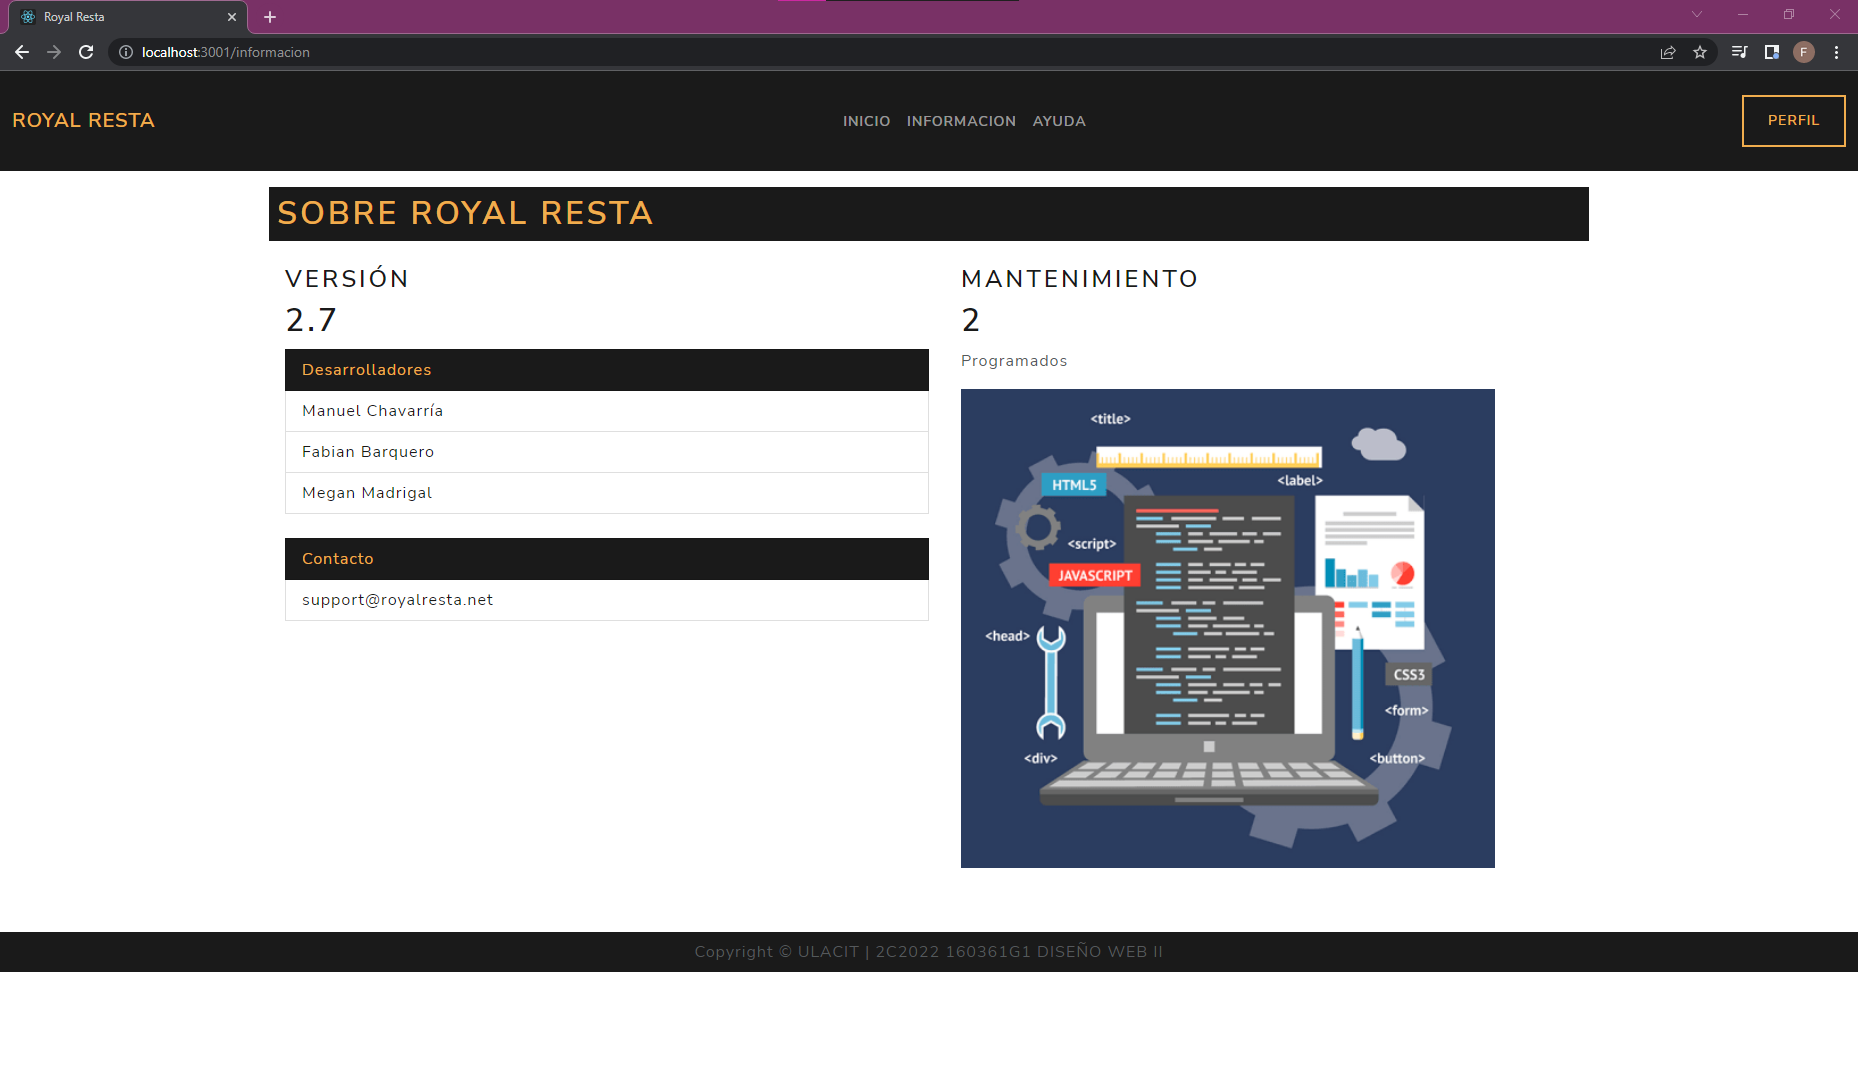 Royal Resta
localhost:3001/informacion
F
ROYAL RESTA
INICIO INFORMACION AYUDA
PERFIL
SOBRE ROYAL RESTA
VERSIÓN
2.7
Desarrolladores
Manuel Chavarría
Fabian Barquero
Megan Madrigal
Contacto
support@royalresta.net
MANTENIMIENTO
2
Programados
<title>
<label>
HTML5
<script>
JAVASCRIPT
<head>
CSS3
<form>
<div>
<button>
Copyright © ULACIT | 2C2022 160361G1 DISEÑO WEB II